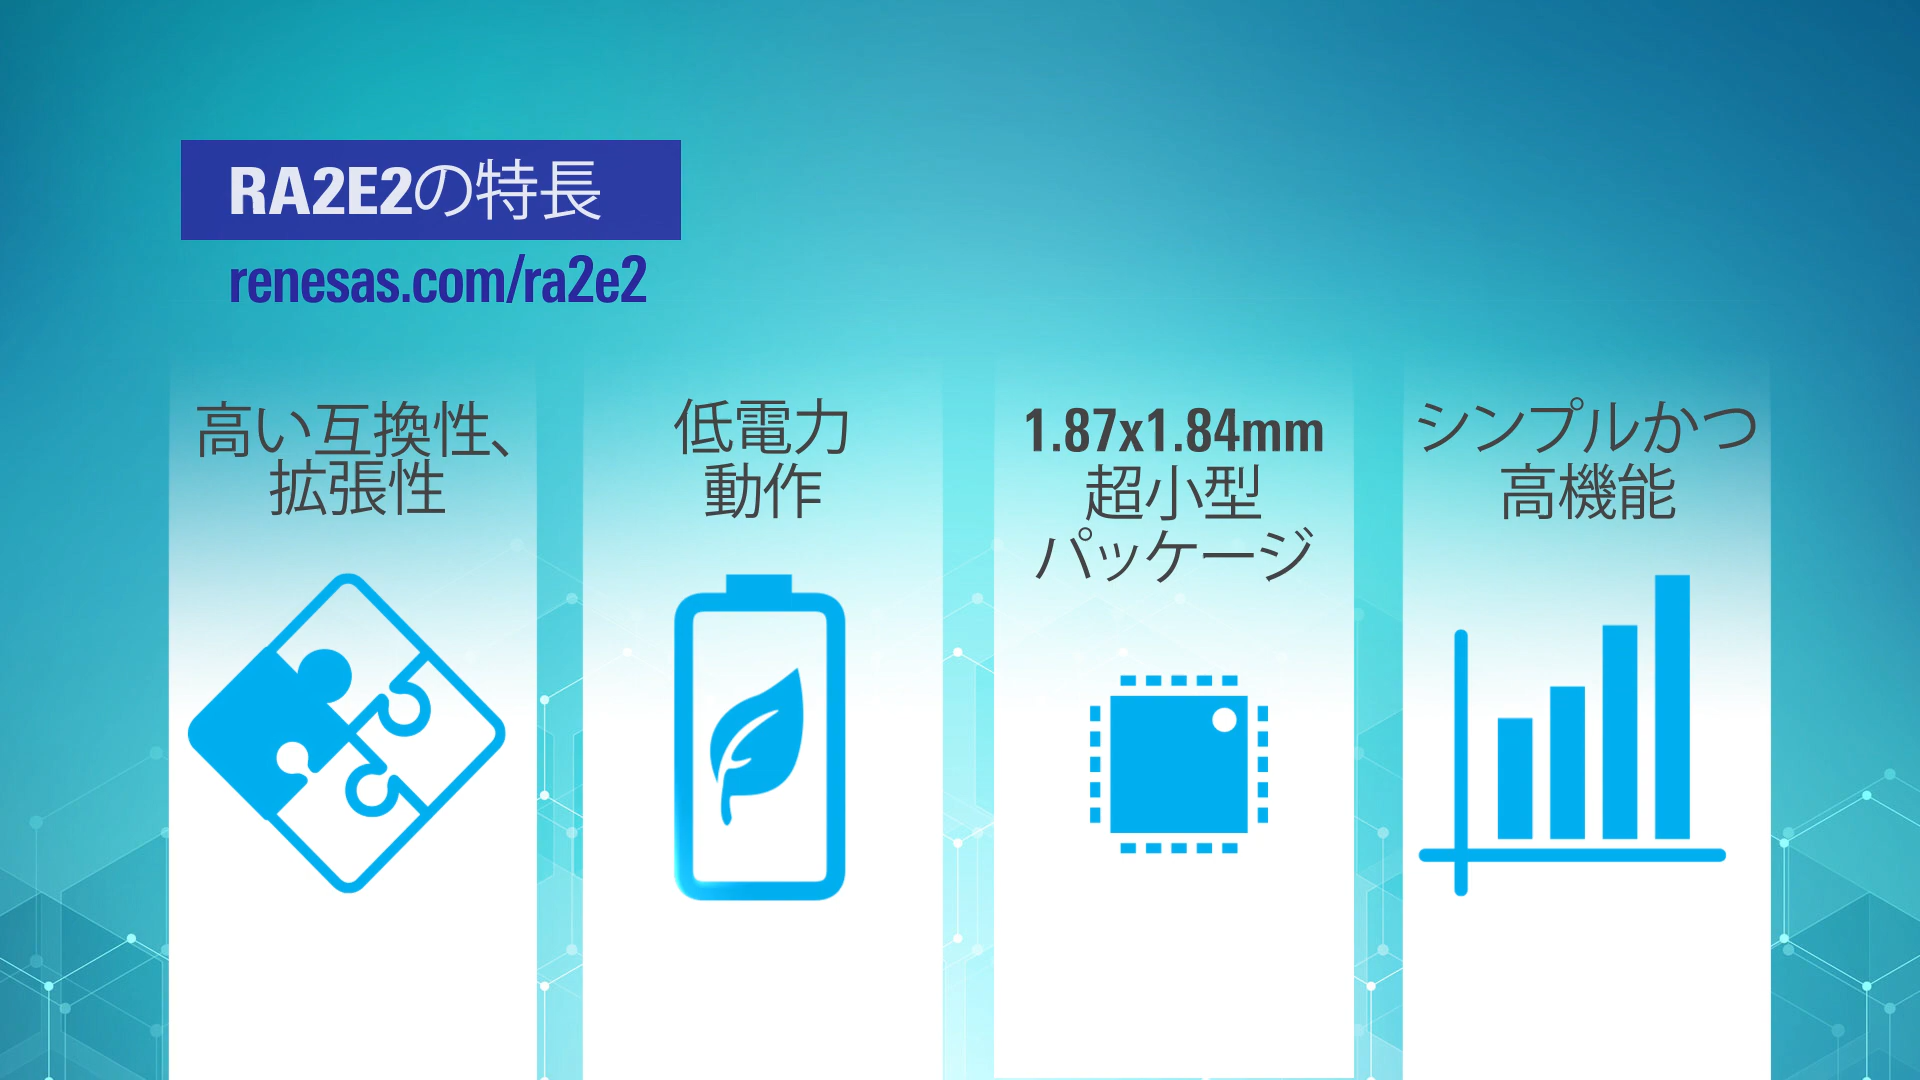 RA2E2の特長
renesas.com/ra2e2
高い互換性、
拡張性
低電力
動作
1.87x1.84mm
超小型
パッケージ
シンプルかつ
高機能